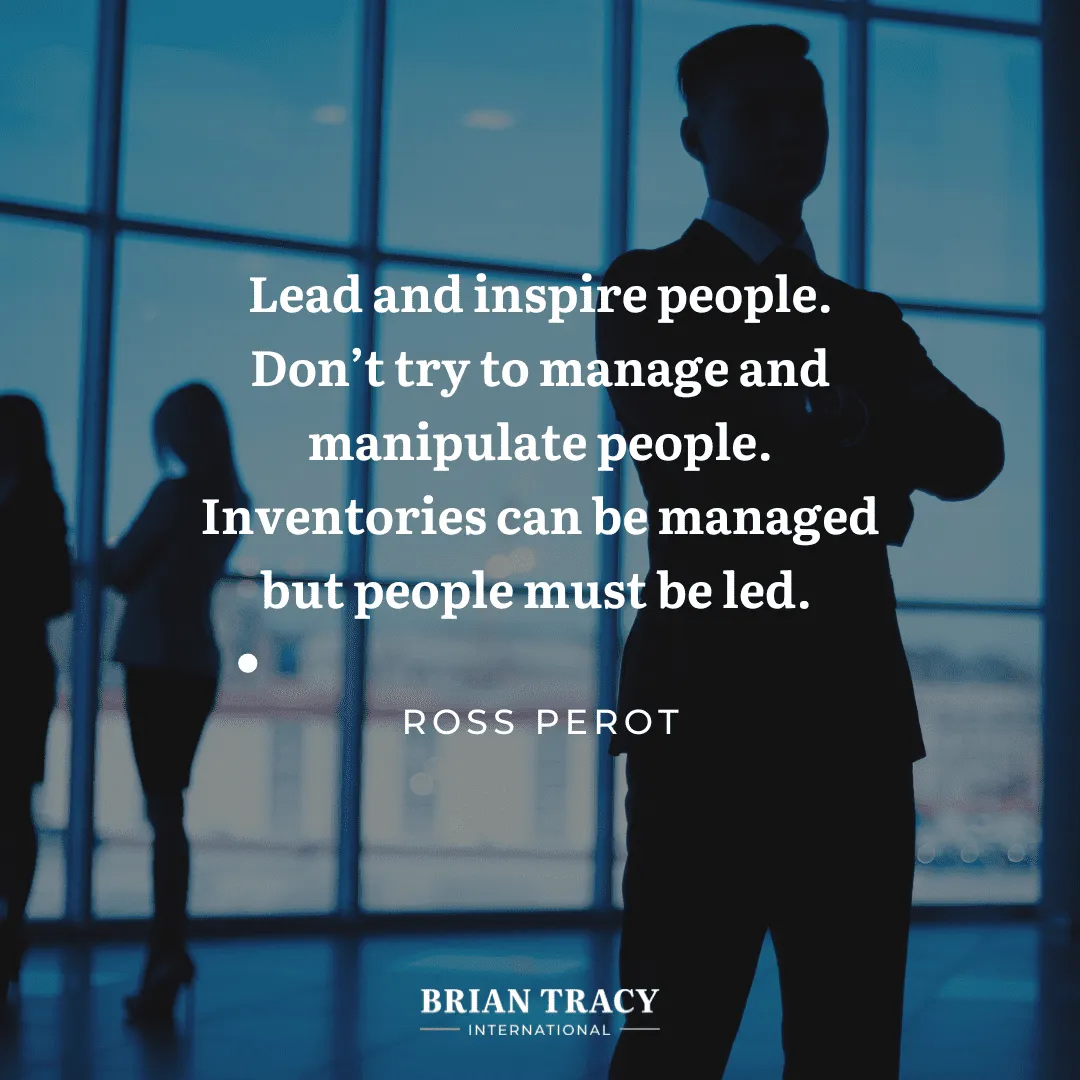 Lead and inspire people.
Don’t try to manage and
manipulate people.
Inventories can be managed
but people must be led.
•
ROSS PEROT
BRIAN TRACY
INTERNATIONAL